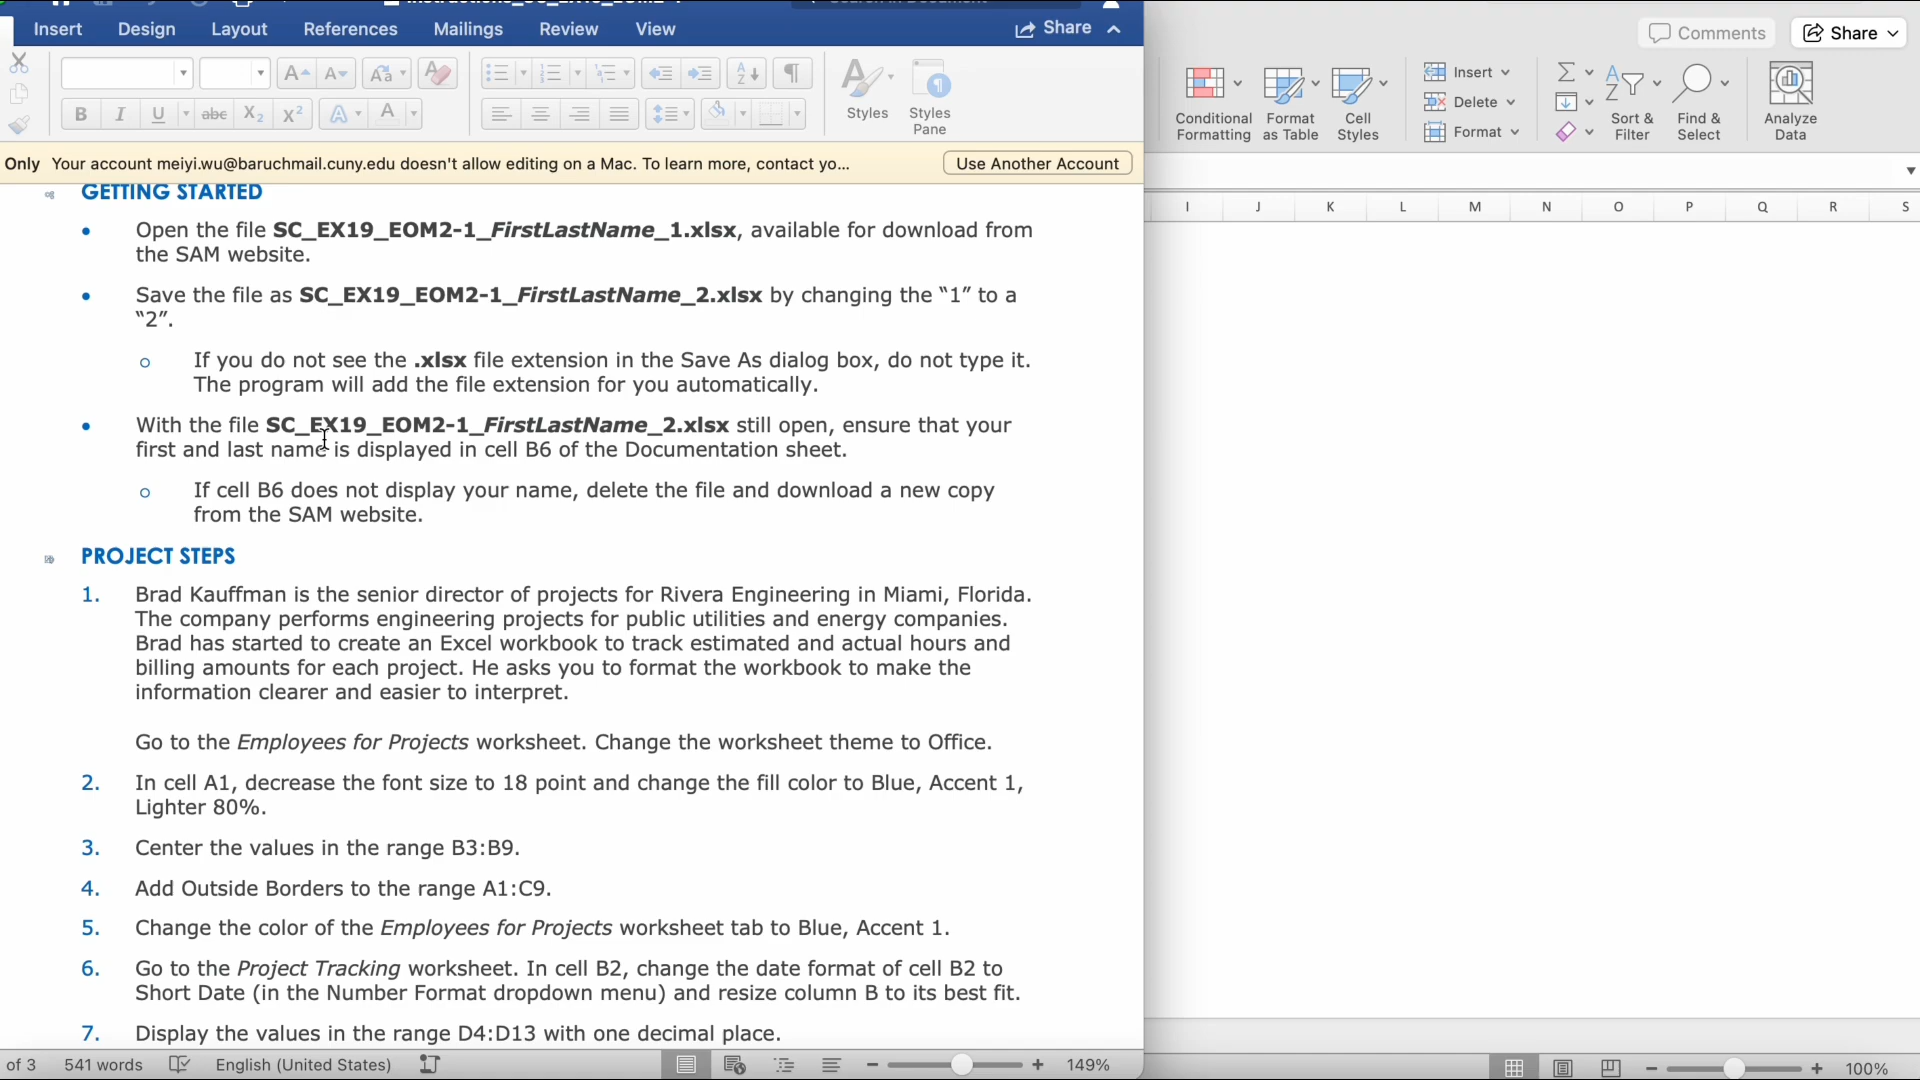 Insert Design Layout References Mailings Review View Share
Comments Share
Styles Styles Pane
Conditional Formatting Format as Table Cell Styles Insert Delete Format Sort & Filter Find & Select Analyze Data
Only Your account meiyi.wu@baruchmail.cuny.edu doesn't allow editing on a Mac. To learn more, contact yo... Use Another Account
I J K L M N O P Q R S
GETTING STARTED
• Open the file SC_EX19_EOM2-1_FirstLastName_1.xlsx, available for download from
the SAM website.
• Save the file as SC_EX19_EOM2-1_FirstLastName_2.xlsx by changing the “1” to a
“2”.
o If you do not see the .xlsx file extension in the Save As dialog box, do not type it.
The program will add the file extension for you automatically.
• With the file SC_EX19_EOM2-1_FirstLastName_2.xlsx still open, ensure that your
first and last name is displayed in cell B6 of the Documentation sheet.
o If cell B6 does not display your name, delete the file and download a new copy
from the SAM website.
PROJECT STEPS
1. Brad Kauffman is the senior director of projects for Rivera Engineering in Miami, Florida.
The company performs engineering projects for public utilities and energy companies.
Brad has started to create an Excel workbook to track estimated and actual hours and
billing amounts for each project. He asks you to format the workbook to make the
information clearer and easier to interpret.
Go to the Employees for Projects worksheet. Change the worksheet theme to Office.
2. In cell A1, decrease the font size to 18 point and change the fill color to Blue, Accent 1,
Lighter 80%.
3. Center the values in the range B3:B9.
4. Add Outside Borders to the range A1:C9.
5. Change the color of the Employees for Projects worksheet tab to Blue, Accent 1.
6. Go to the Project Tracking worksheet. In cell B2, change the date format of cell B2 to
Short Date (in the Number Format dropdown menu) and resize column B to its best fit.
7. Display the values in the range D4:D13 with one decimal place.
of 3 541 words English (United States) 149%
100%